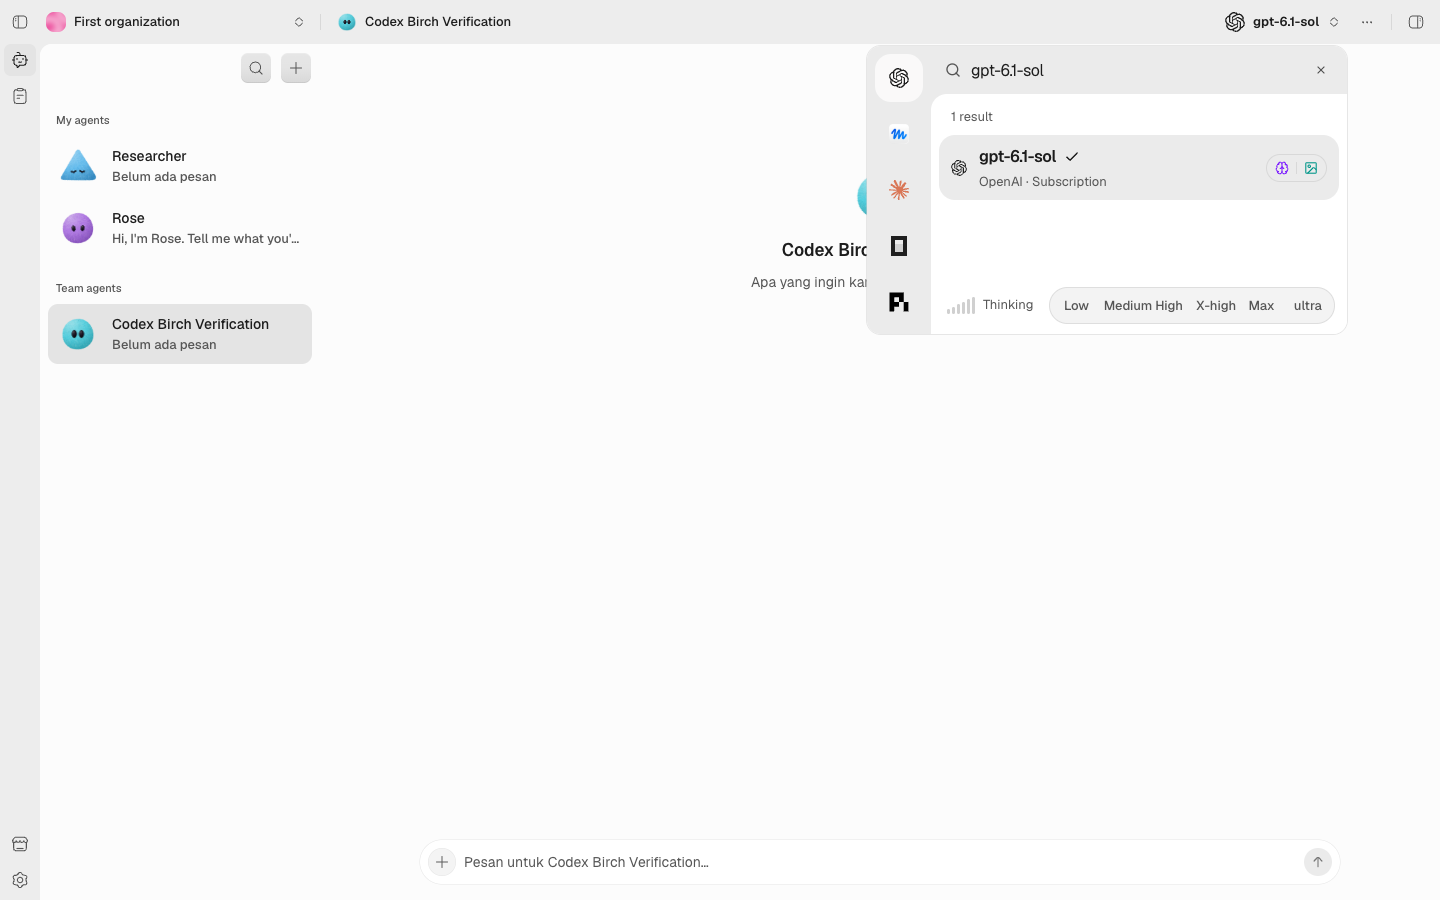 First organization
Codex Birch Verification
gpt-6.1-sol
My agents
Researcher
Belum ada pesan
Rose
Hi, I'm Rose. Tell me what you'...
Team agents
Codex Birch Verification
Belum ada pesan
Codex Birc
Apa yang ingin kar
gpt-6.1-sol
1 result
gpt-6.1-sol
OpenAI · Subscription
Thinking
Low Medium High X-high Max ultra
Pesan untuk Codex Birch Verification...